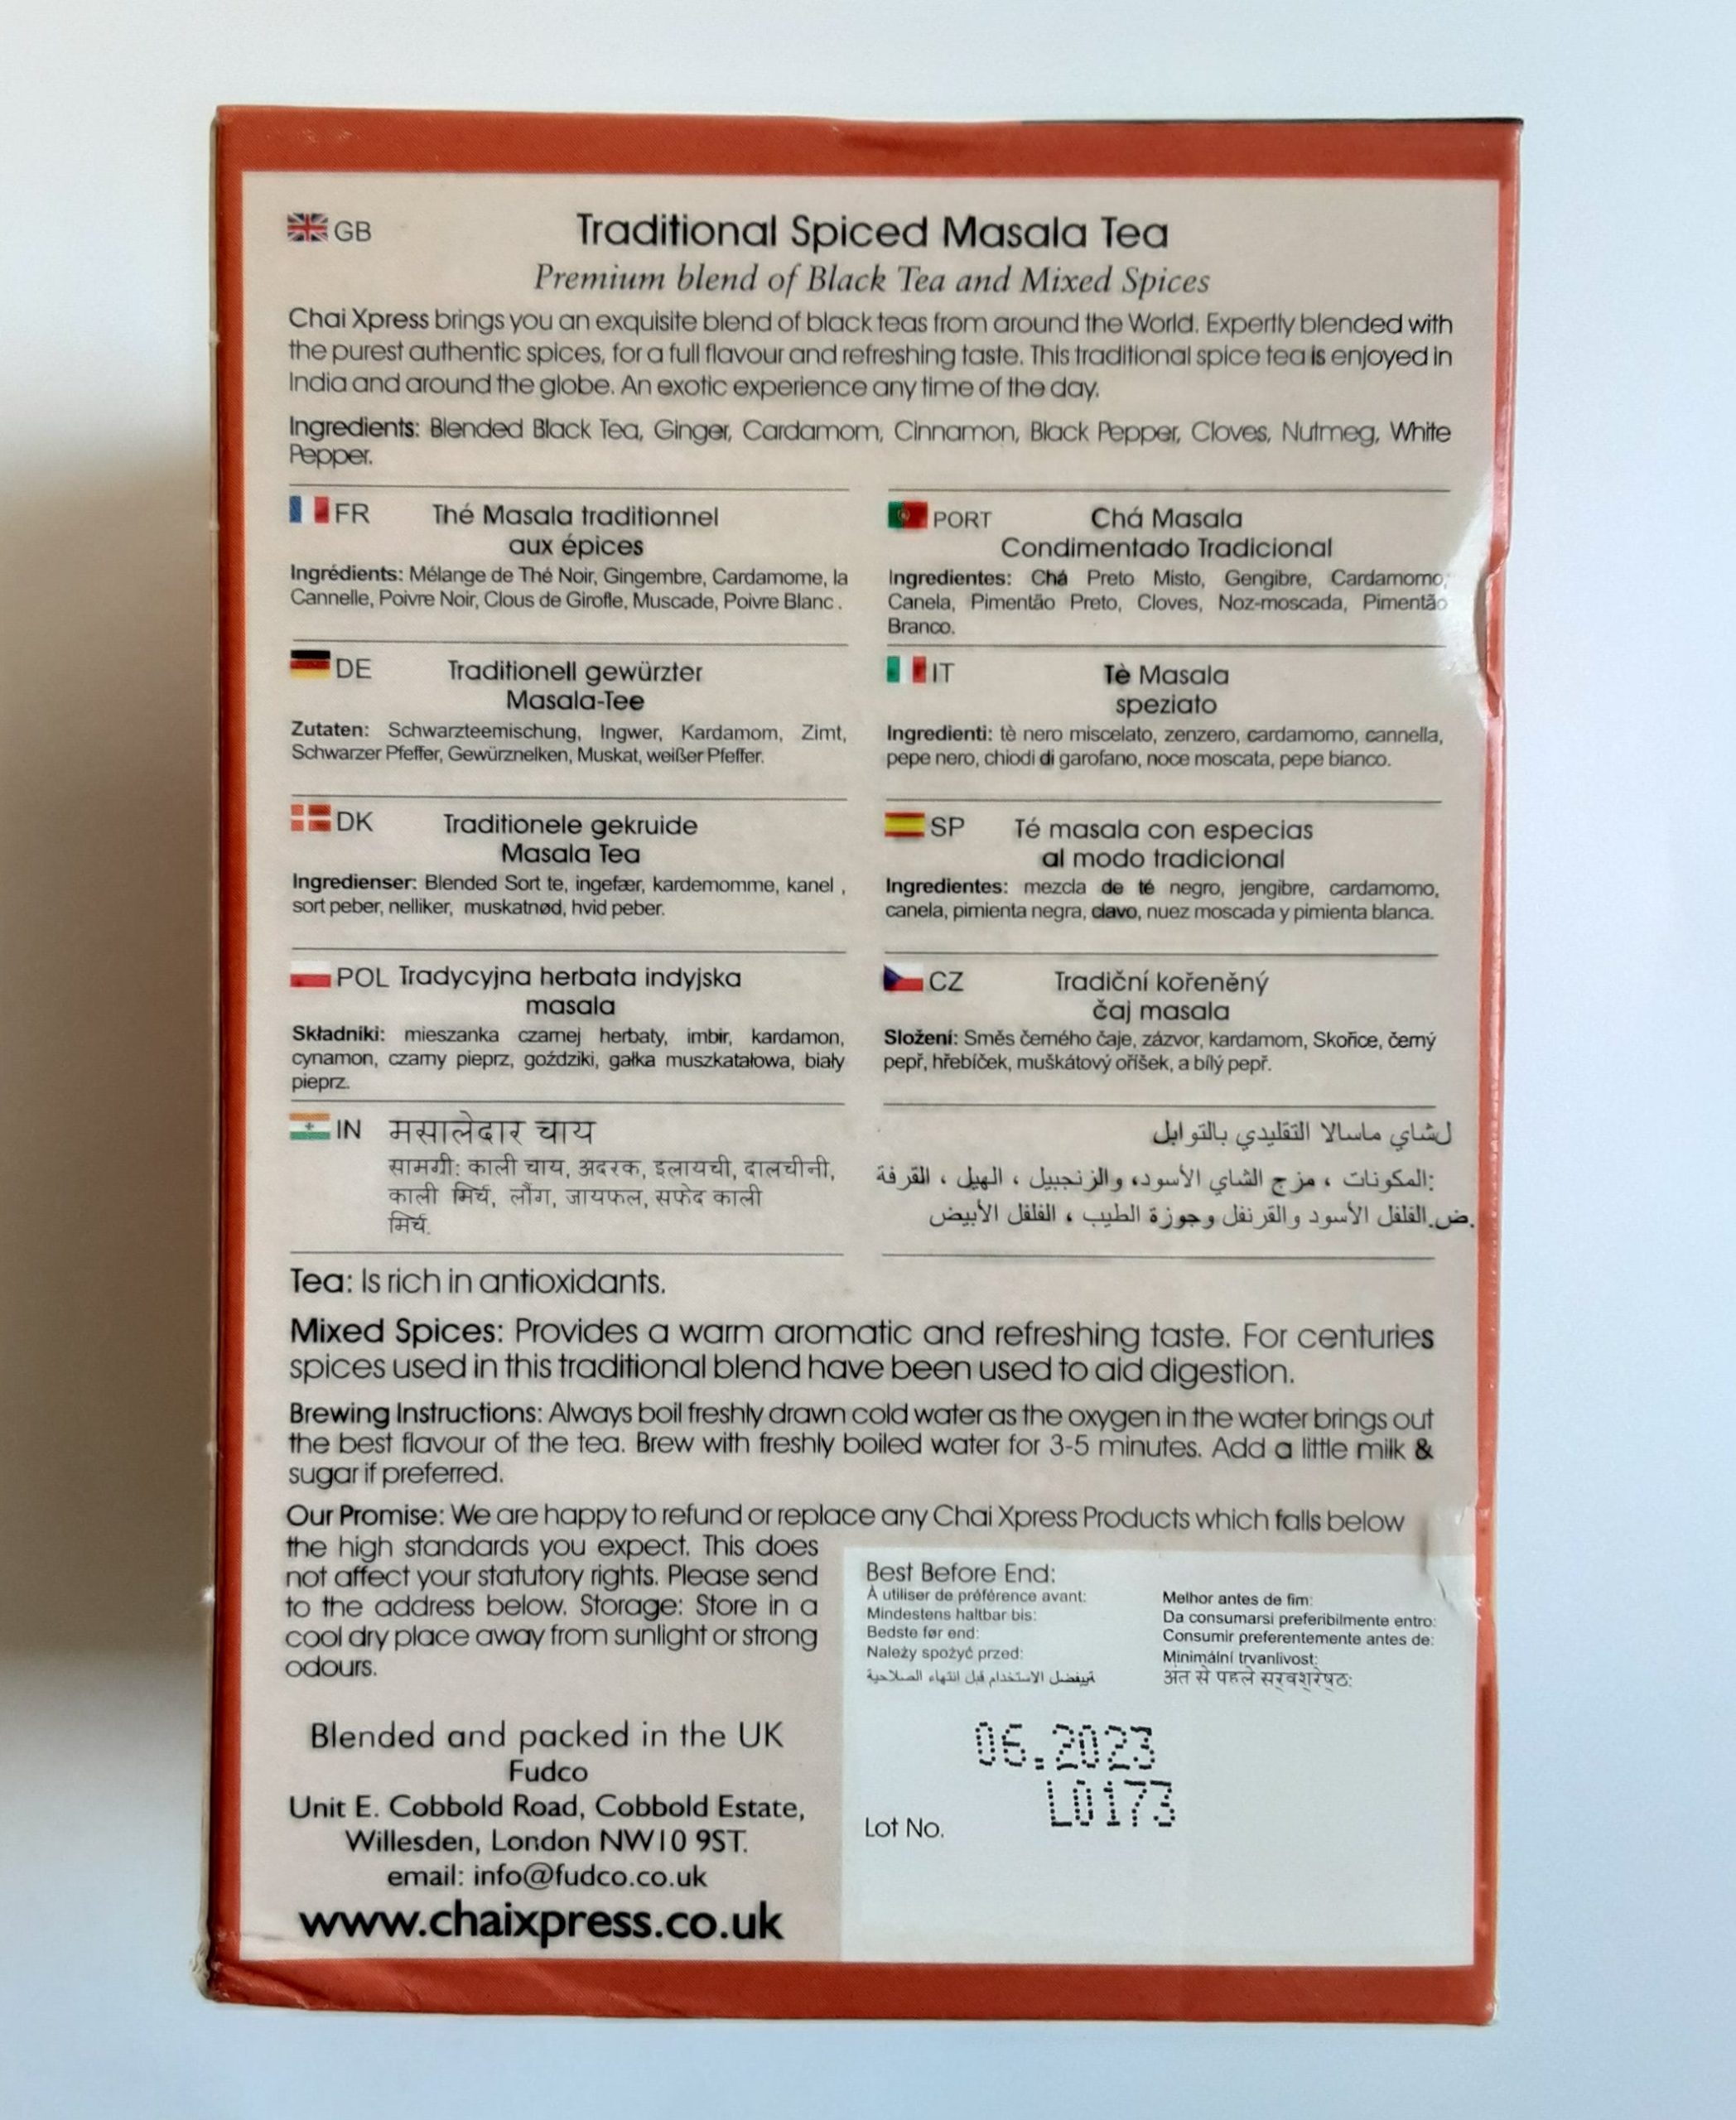 GB
Traditional Spiced Masala Tea
Premium blend of Black Tea and Mixed Spices
Chai Xpress brings you an exquisite blend of black teas from around the World. Expertly blended with
the purest authentic spices, for a full flavour and refreshing taste. This traditional spice tea is enjoyed in
India and around the globe. An exotic experience any time of the day.
Ingredients: Blended Black Tea, Ginger, Cardamom, Cinnamon, Black Pepper, Cloves, Nutmeg, White
Pepper.
FR Thé Masala traditionnel
aux épices
Ingrédients: Mélange de Thé Noir, Gingembre, Cardamome, la
Cannelle, Poivre Noir, Clous de Girofle, Muscade, Poivre Blanc .
PORT Chá Masala
Condimentado Tradicional
Ingredientes: Chá Preto Misto, Gengibre, Cardamomo,
Canela, Pimentão Preto, Cloves, Noz-moscada, Pimentão
Branco.
DE Traditionell gewürzter
Masala-Tee
Zutaten: Schwarzteemischung, Ingwer, Kardamom, Zimt,
Schwarzer Pfeffer, Gewürznelken, Muskat, weißer Pfeffer.
IT Tè Masala
speziato
Ingredienti: tè nero miscelato, zenzero, cardamomo, cannella,
pepe nero, chiodi di garofano, noce moscata, pepe bianco.
DK Traditionele gekruide
Masala Tea
Ingredienser: Blended Sort te, ingefær, kardemomme, kanel ,
sort peber, nelliker, muskatnød, hvid peber.
SP Té masala con especias
al modo tradicional
Ingredientes: mezcla de té negro, jengibre, cardamomo,
canela, pimienta negra, clavo, nuez moscada y pimienta blanca.
POL Tradycyjna herbata indyjska
masala
Składniki: mieszanka czarnej herbaty, imbir, kardamon,
cynamon, czarny pieprz, goździki, gałka muszkatałowa, biały
pieprz.
CZ Tradiční kořeněný
čaj masala
Složení: Směs černého čaje, zázvor, kardamom, Skořice, černý
pepř, hřebíček, muškátový oříšek, a bílý pepř.
IN मसालेदार चाय
सामग्री: काली चाय, अदरक, इलायची, दालचीनी,
काली मिर्च, लौंग, जायफल, सफेद काली
मिर्च.
لشاي ماسالا التقليدي بالتوابل
المكونات ، مزج الشاي الأسود، والزنجبيل ، الهيل ، القرفة:
ض.الفلفل الأسود والقرنفل وجوزة الطيب ، الفلفل الأبيض.
Tea: Is rich in antioxidants.
Mixed Spices: Provides a warm aromatic and refreshing taste. For centuries
spices used in this traditional blend have been used to aid digestion.
Brewing Instructions: Always boil freshly drawn cold water as the oxygen in the water brings out
the best flavour of the tea. Brew with freshly boiled water for 3-5 minutes. Add a little milk &
sugar if preferred.
Our Promise: We are happy to refund or replace any Chai Xpress Products which falls below
the high standards you expect. This does
not affect your statutory rights. Please send
to the address below. Storage: Store in a
cool dry place away from sunlight or strong
odours.
Blended and packed in the UK
Fudco
Unit E. Cobbold Road, Cobbold Estate,
Willesden, London NW10 9ST.
email: info@fudco.co.uk
www.chaixpress.co.uk
Best Before End:
À utiliser de préférence avant:
Mindestens haltbar bis:
Bedste før end:
Należy spożyć przed:
الاستخدام قبل انتهاء الصلاحية
Melhor antes de fim:
Da consumarsi preferibilmente entro:
Consumir preferentemente antes de:
Minimální trvanlivost:
अंत से पहले सर्वश्रेष्ठ:
06.2023
L0173
Lot No.